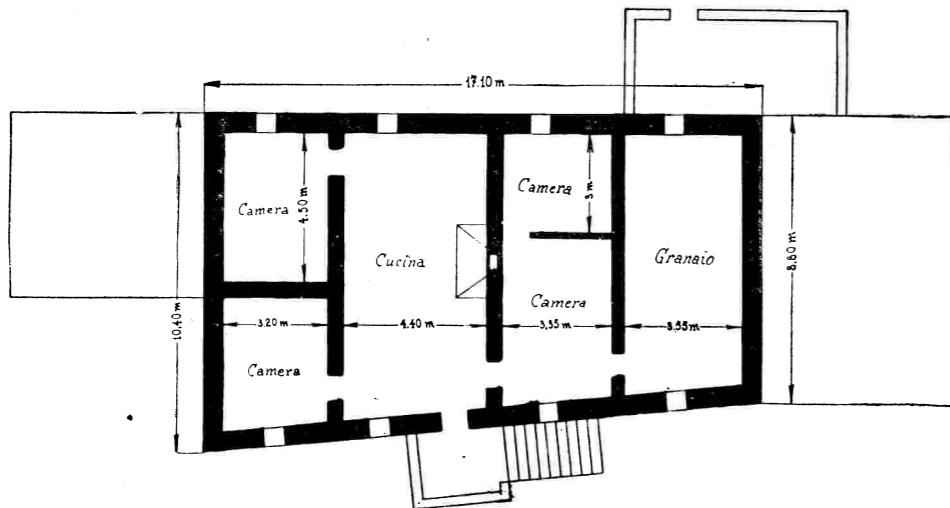 17.10 m
Camera
4.50 m
Cucina
Camera
3 m
Granaio
8.80 m
10.40 m
Camera
3.20 m
4.40 m
3.35 m
3.55 m
Camera